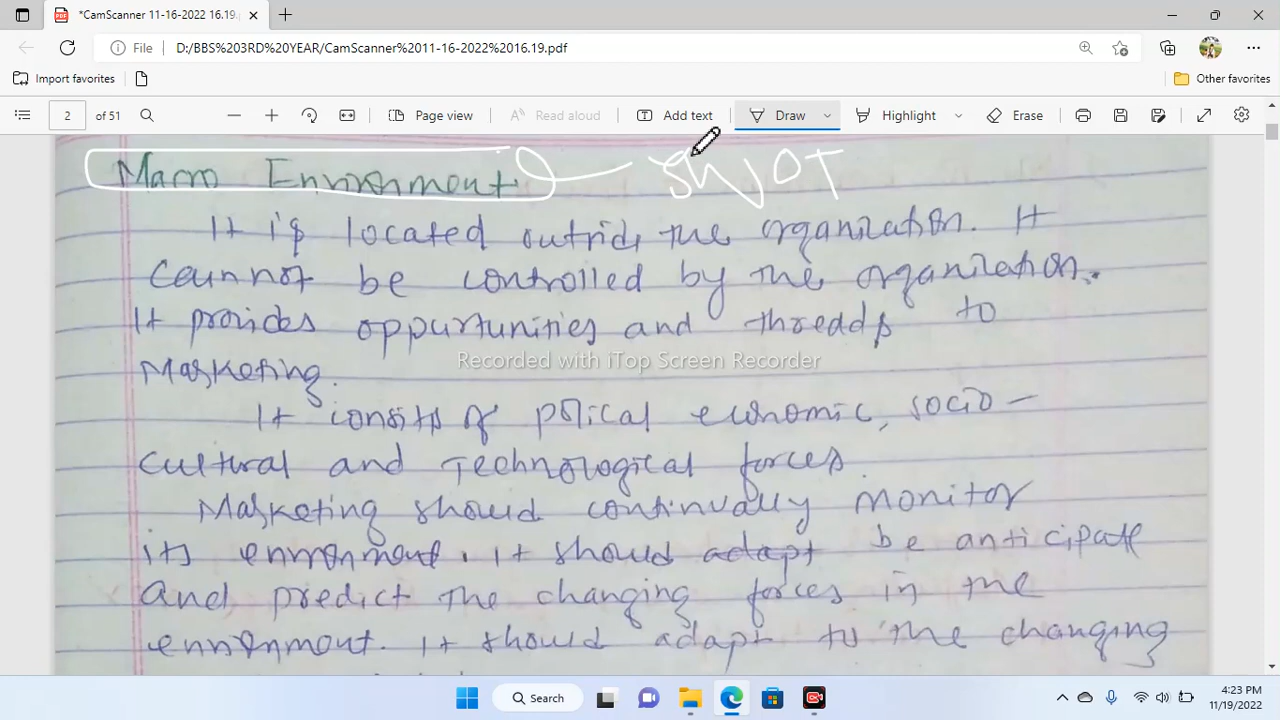 *CamScanner 11-16-2022 16.19.p
File D:/BBS%203RD%20YEAR/CamScanner%2011-16-2022%2016.19.pdf
Import favorites
Other favorites
2 of 51 Page view Read aloud Add text Draw Highlight Erase
Macro Environment SWOT
It is located outside the organization. It
cannot be controlled by the organization.
It provides oppurtunities and threads to
Marketing.
Recorded with iTop Screen Recorder
It consits of political economic, socio-
cultural and Technological forces.
Marketing should continually monitor
its environment. It should adapt be anticipate
And predict the changing forces in the
environment. It should adapt to the changing
Search
4:23 PM
11/19/2022